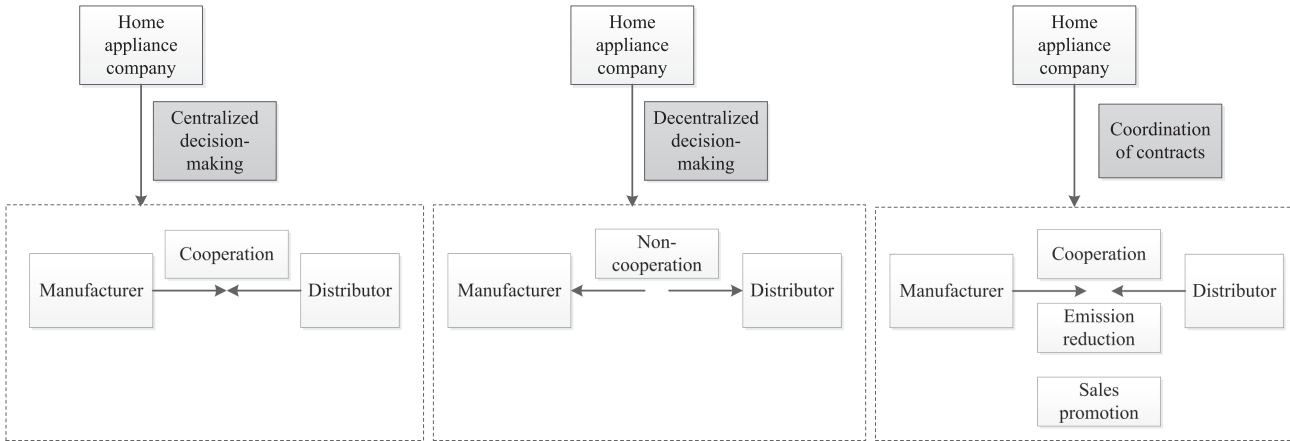 Home
appliance
company
Centralized
decision-
making
Cooperation
Manufacturer
Distributor
Home
appliance
company
Decentralized
decision-
making
Non-
cooperation
Manufacturer
Distributor
Home
appliance
company
Coordination
of contracts
Cooperation
Manufacturer
Distributor
Emission
reduction
Sales
promotion